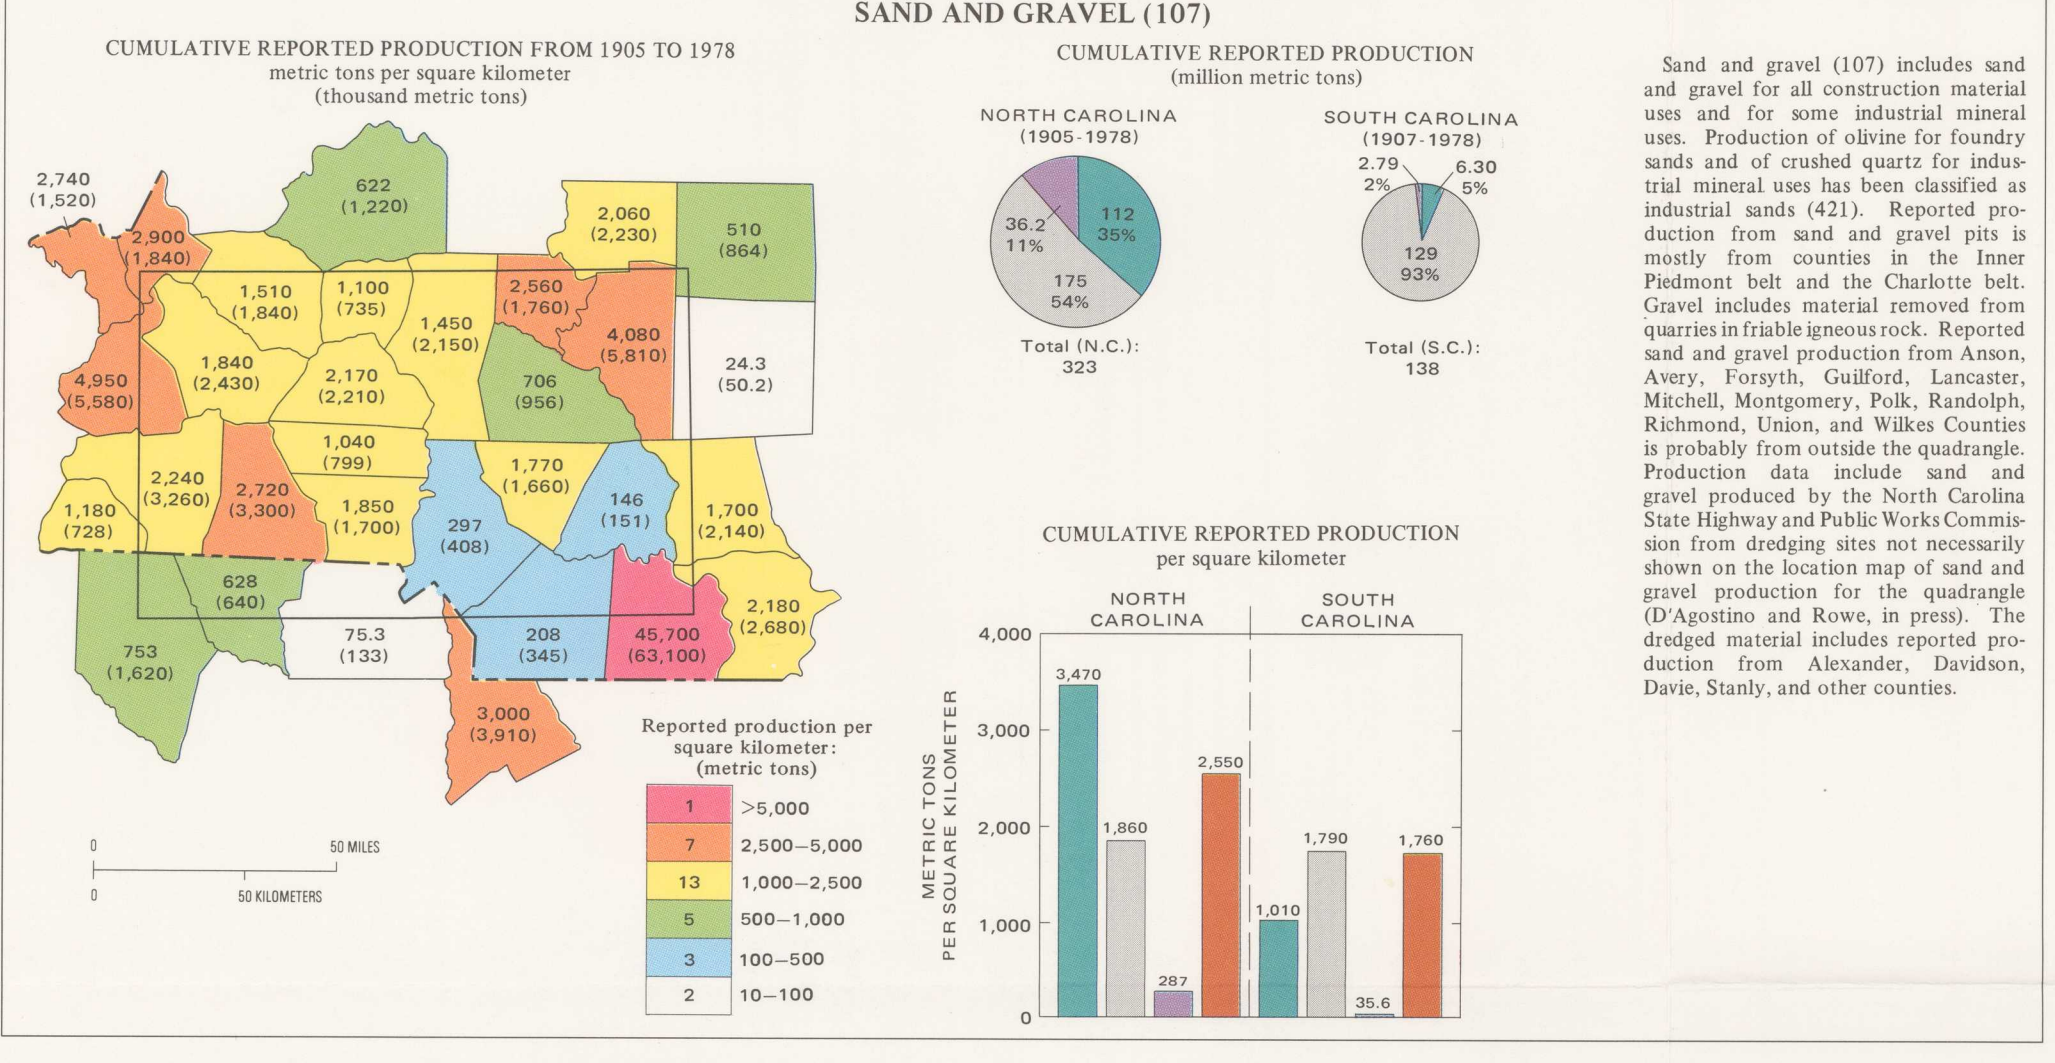 SAND AND GRAVEL (107)
CUMULATIVE REPORTED PRODUCTION FROM 1905 TO 1978
metric tons per square kilometer
(thousand metric tons)
2,740
(1,520)
2,900
(1,840)
622
(1,220)
2,060
(2,230)
510
(864)
1,510
(1,840)
1,100
(735)
1,450
(2,150)
2,560
(1,760)
4,080
(5,810)
24.3
(50.2)
4,950
(5,580)
1,840
(2,430)
2,170
(2,210)
706
(956)
1,180
(728)
2,240
(3,260)
2,720
(3,300)
1,040
(799)
1,850
(1,700)
297
(408)
1,770
(1,660)
146
(151)
1,700
(2,140)
753
(1,620)
628
(640)
75.3
(133)
208
(345)
45,700
(63,100)
2,180
(2,680)
3,000
(3,910)
0 50 MILES
0 50 KILOMETERS
Reported production per
square kilometer:
(metric tons)
1 >5,000
7 2,500–5,000
13 1,000–2,500
5 500–1,000
3 100–500
2 10–100
CUMULATIVE REPORTED PRODUCTION
(million metric tons)
NORTH CAROLINA
(1905-1978)
112
35%
36.2
11%
175
54%
Total (N.C.):
323
SOUTH CAROLINA
(1907-1978)
2.79
2%
6.30
5%
129
93%
Total (S.C.):
138
CUMULATIVE REPORTED PRODUCTION
per square kilometer
NORTH
CAROLINA
SOUTH
CAROLINA
METRIC TONS
PER SQUARE KILOMETER
4,000
3,000
2,000
1,000
0
3,470
1,860
287
2,550
1,010
1,790
35.6
1,760
Sand and gravel (107) includes sand
and gravel for all construction material
uses and for some industrial mineral
uses. Production of olivine for foundry
sands and of crushed quartz for indus-
trial mineral uses has been classified as
industrial sands (421). Reported pro-
duction from sand and gravel pits is
mostly from counties in the Inner
Piedmont belt and the Charlotte belt.
Gravel includes material removed from
quarries in friable igneous rock. Reported
sand and gravel production from Anson,
Avery, Forsyth, Guilford, Lancaster,
Mitchell, Montgomery, Polk, Randolph,
Richmond, Union, and Wilkes Counties
is probably from outside the quadrangle.
Production data include sand and
gravel produced by the North Carolina
State Highway and Public Works Commis-
sion from dredging sites not necessarily
shown on the location map of sand and
gravel production for the quadrangle
(D'Agostino and Rowe, in press). The
dredged material includes reported pro-
duction from Alexander, Davidson,
Davie, Stanly, and other counties.